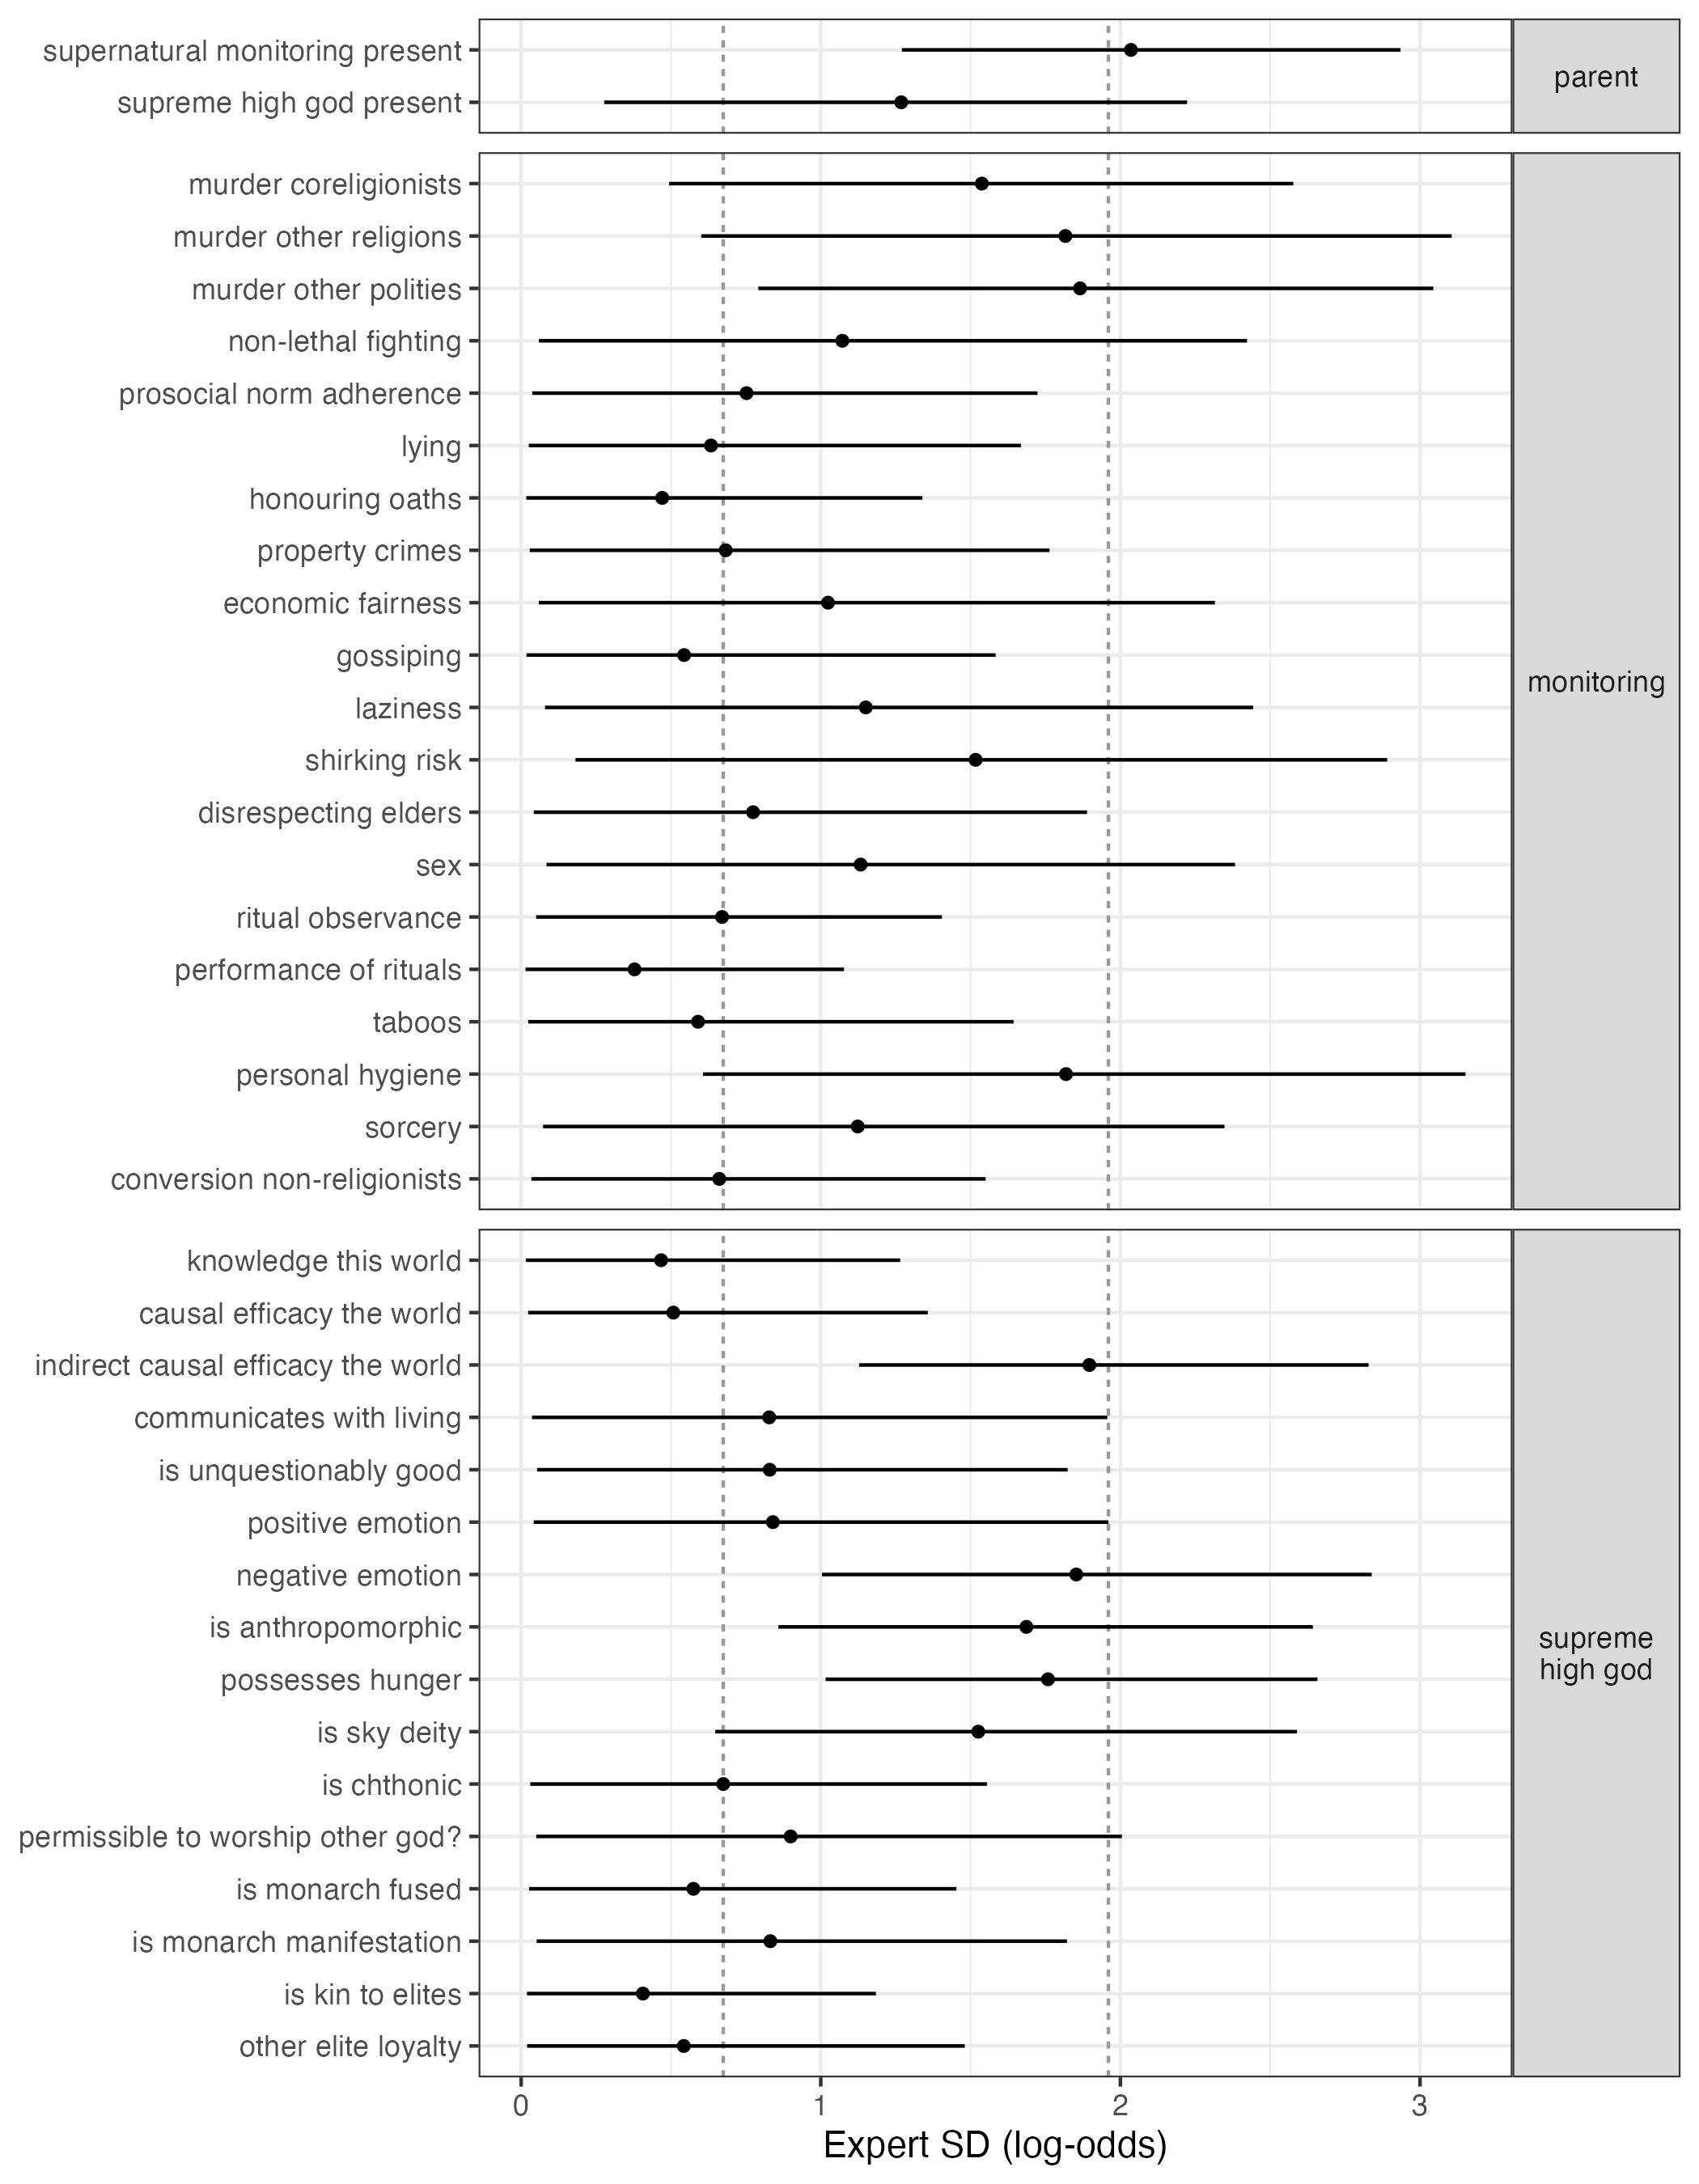 supernatural monitoring present
supreme high god present
parent
murder coreligionists
murder other religions
murder other polities
non-lethal fighting
prosocial norm adherence
lying
honouring oaths
property crimes
economic fairness
gossiping
laziness
shirking risk
disrespecting elders
sex
ritual observance
performance of rituals
taboos
personal hygiene
sorcery
conversion non-religionists
monitoring
knowledge this world
causal efficacy the world
indirect causal efficacy the world
communicates with living
is unquestionably good
positive emotion
negative emotion
is anthropomorphic
possesses hunger
is sky deity
is chthonic
permissible to worship other god?
is monarch fused
is monarch manifestation
is kin to elites
other elite loyalty
supreme
high god
0 1 2 3
Expert SD (log-odds)